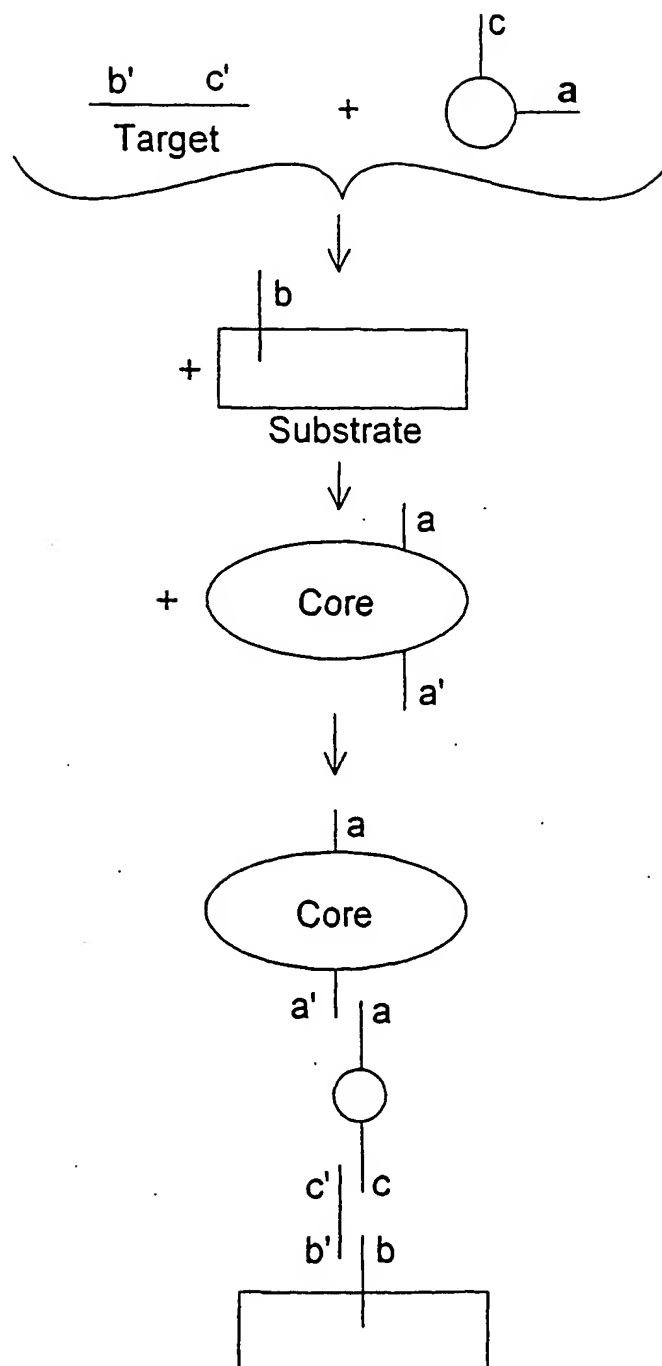 c
b' c'
+
a
Target
b
+
Substrate
a
+
Core
a'
a
Core
a' a
c' c
b' b